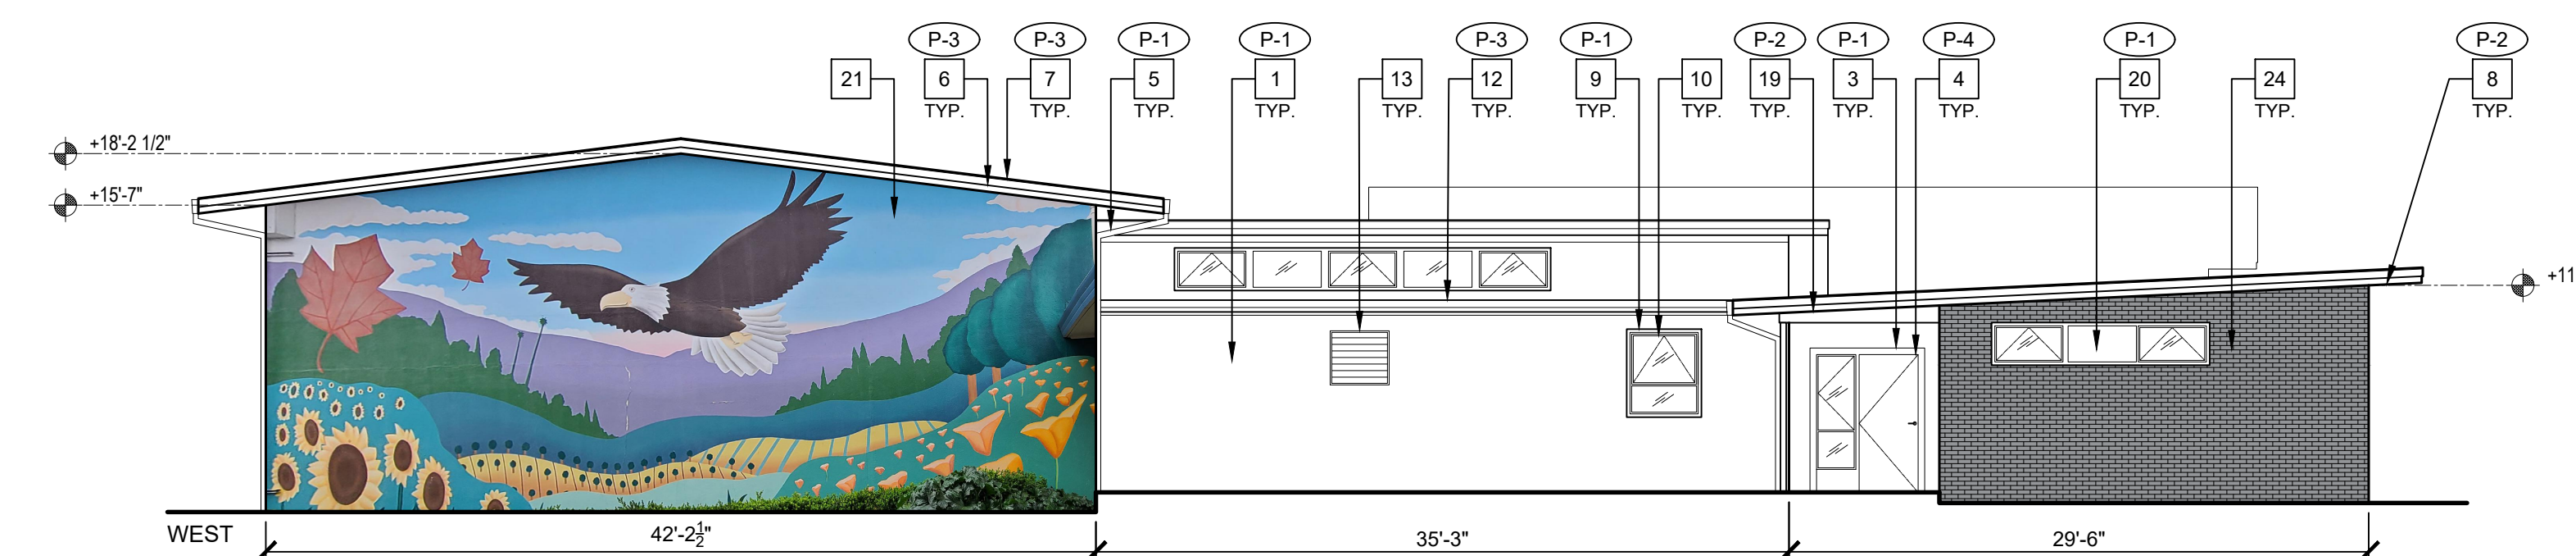 P-3 P-3 P-1 P-1 P-3 P-1 P-2 P-1 P-4 P-1 P-2
21 6 7 5 1 13 12 9 10 19 3 4 20 24 8
TYP. TYP. TYP. TYP. TYP. TYP. TYP. TYP. TYP. TYP. TYP. TYP. TYP. TYP.
+18'-2 1/2"
+15'-7"
+11
WEST
42'-2½" 35'-3" 29'-6"